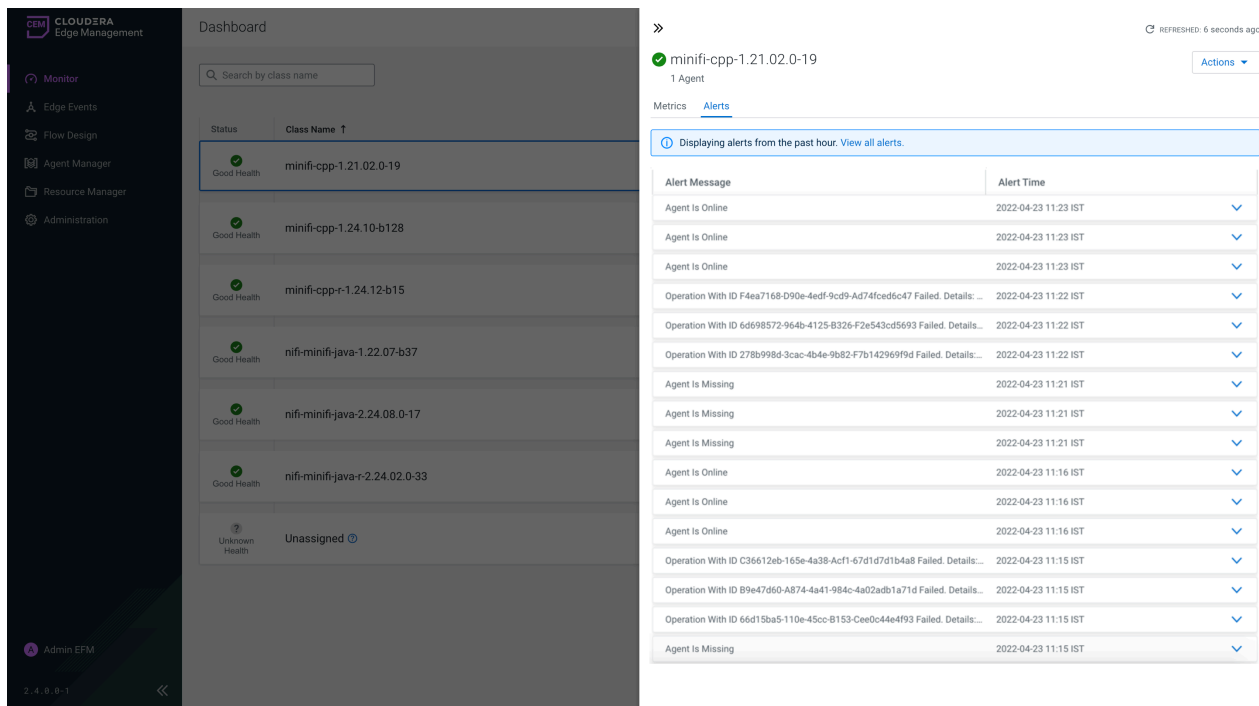 CEM CLOUDERA
Edge Management
Monitor
Edge Events
Flow Design
Agent Manager
Resource Manager
Administration
A Admin EFM
2.4.0.0-1
Dashboard
Search by class name
Status Class Name ↑
Good Health minifi-cpp-1.21.02.0-19
Good Health minifi-cpp-1.24.10-b128
Good Health minifi-cpp-r-1.24.12-b15
Good Health nifi-minifi-java-1.22.07-b37
Good Health nifi-minifi-java-2.24.08.0-17
Good Health nifi-minifi-java-r-2.24.02.0-33
? Unknown Health Unassigned ?
REFRESHED: 6 seconds ago
minifi-cpp-1.21.02.0-19
Actions
1 Agent
Metrics Alerts
Displaying alerts from the past hour. View all alerts.
Alert Message Alert Time
Agent Is Online 2022-04-23 11:23 IST
Agent Is Online 2022-04-23 11:23 IST
Agent Is Online 2022-04-23 11:23 IST
Operation With ID F4ea7168-D90e-4edf-9cd9-Ad74fced6c47 Failed. Details: ... 2022-04-23 11:22 IST
Operation With ID 6d698572-964b-4125-B326-F2e543cd5693 Failed. Details... 2022-04-23 11:22 IST
Operation With ID 278b998d-3cac-4b4e-9b82-F7b142969f9d Failed. Details:... 2022-04-23 11:22 IST
Agent Is Missing 2022-04-23 11:21 IST
Agent Is Missing 2022-04-23 11:21 IST
Agent Is Missing 2022-04-23 11:21 IST
Agent Is Online 2022-04-23 11:16 IST
Agent Is Online 2022-04-23 11:16 IST
Agent Is Online 2022-04-23 11:16 IST
Operation With ID C36612eb-165e-4a38-Acf1-67d1d7d1b4a8 Failed. Details:... 2022-04-23 11:15 IST
Operation With ID B9e47d60-A874-4a41-984c-4a02adb1a71d Failed. Details... 2022-04-23 11:15 IST
Operation With ID 66d15ba5-110e-45cc-B153-Cee0c44e4f93 Failed. Details:... 2022-04-23 11:15 IST
Agent Is Missing 2022-04-23 11:15 IST